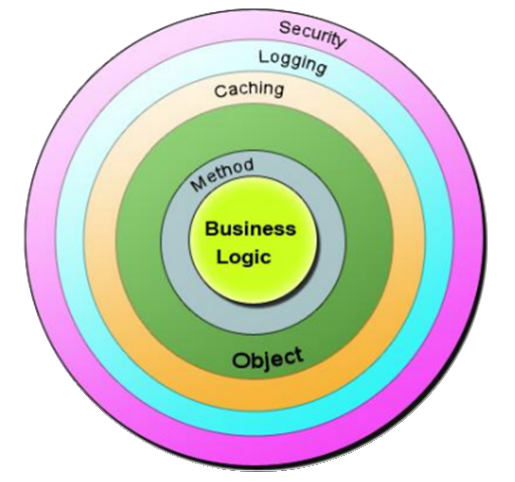 Security
Logging
Caching
Method
Business
Logic
Object